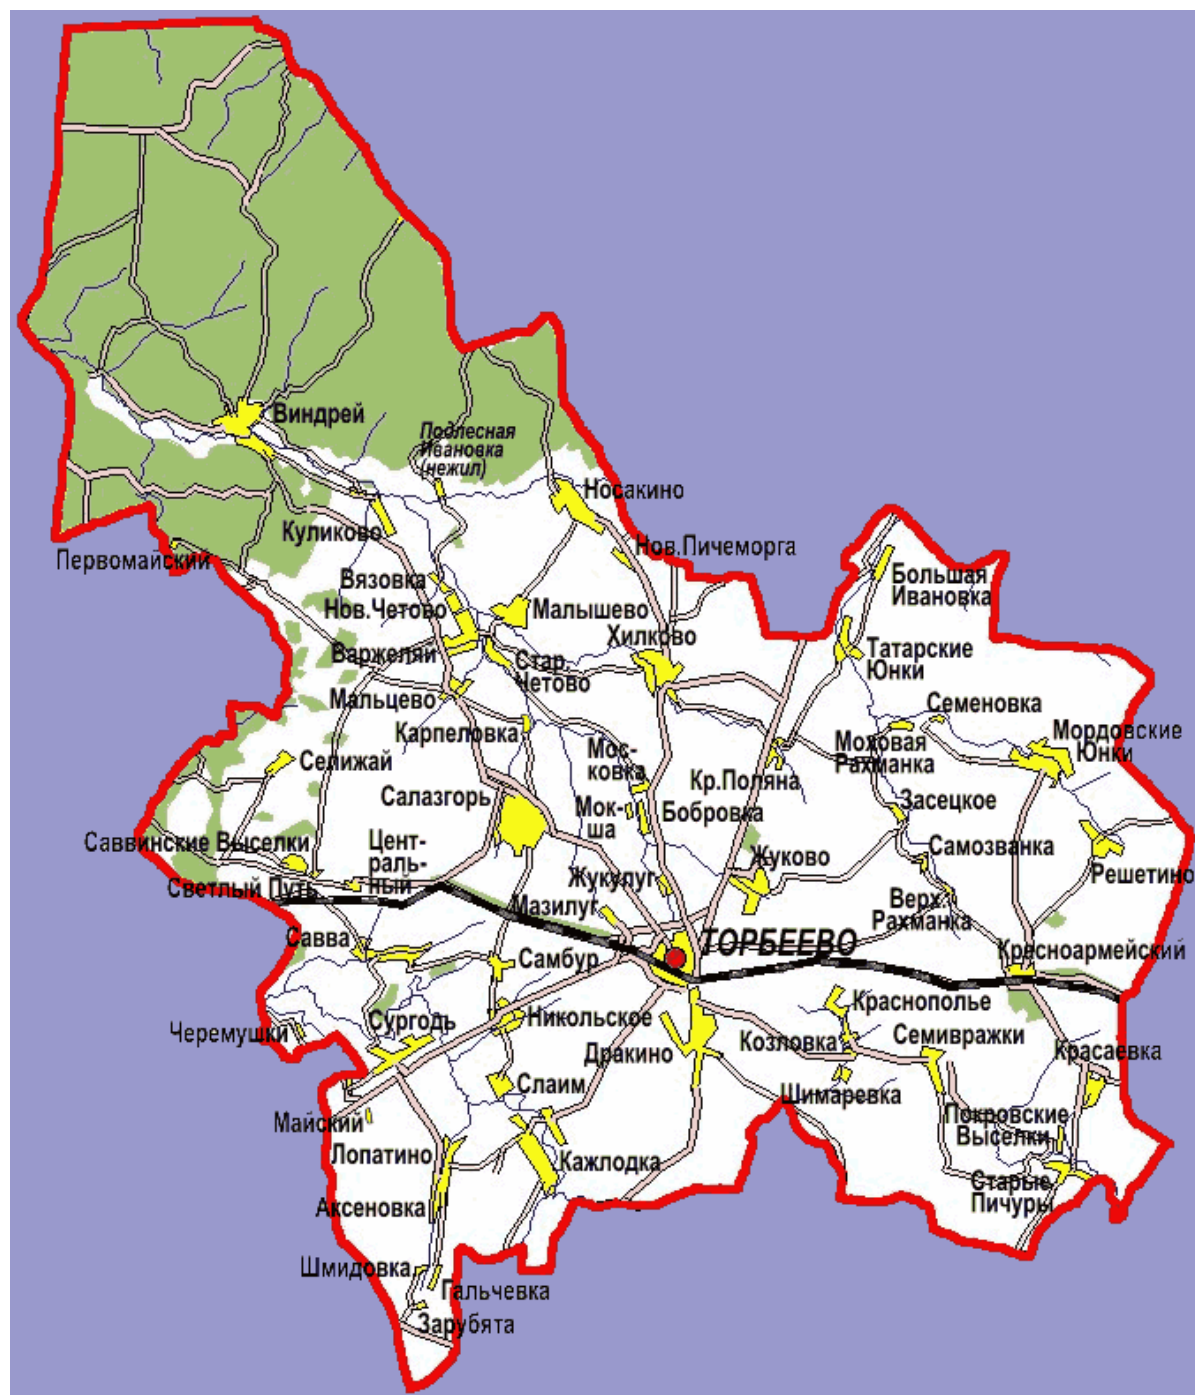 Виндрей
Подлесная
Ивановка
(нежил)
Носакино
Куликово
Нов.Пичеморга
Первомайский
Большая
Ивановка
Вязовка
Нов.Четово
Малышево
Хилково
Варжеляй
Стар.
Четово
Татарские
Юнки
Мальцево
Семеновка
Карпеловка
Мордовские
Юнки
Моховая
Рахманка
Мос-
ковка
Селижай
Кр.Поляна
Салазгорь
Засецкое
Мок-
ша
Бобровка
Саввинские Выселки
Цент-
раль-
ный
Самозванка
Жуково
Решетино
Светлый Путь
Жукулуг
Мазилуг
Верх.
Рахманка
Савва
ТОРБЕЕВО
Кресноармейский
Самбур
Краснополье
Черемушки
Сургодь
Никольское
Козловка
Семивражки
Дракино
Красаевка
Слаим
Шимаревка
Майский
Покровские
Выселки
Лопатино
Кажлодка
Старые
Пичуры
Аксеновка
Шмидовка
Гальчевка
Зарубята